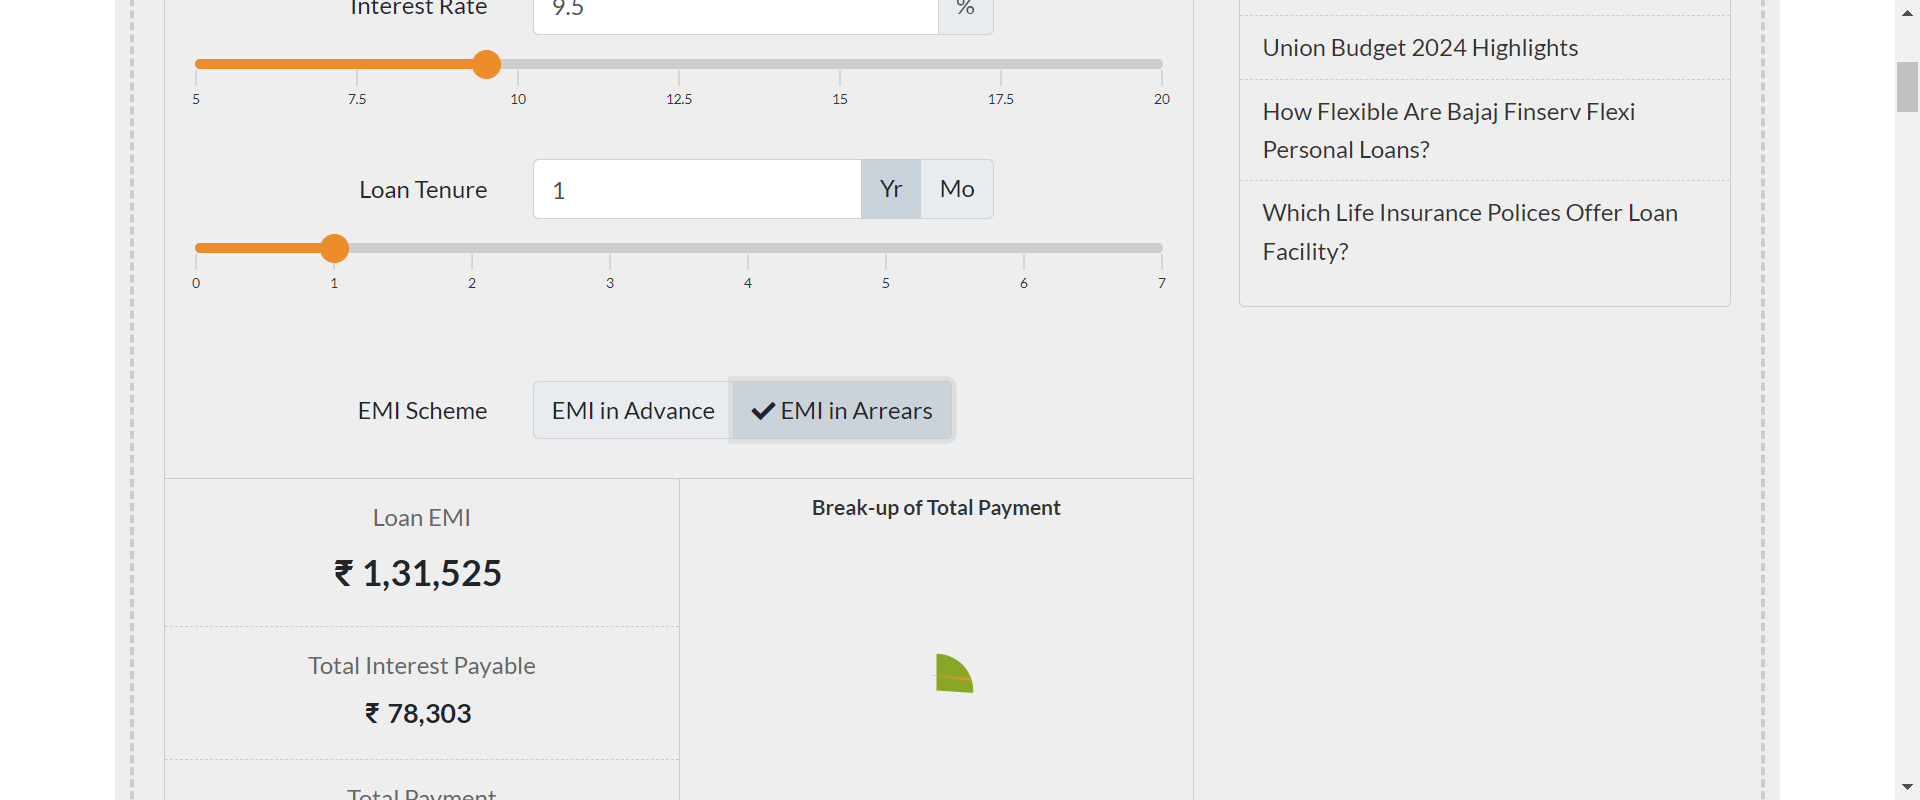 Interest Rate
9.5
%
5 7.5 10 12.5 15 17.5 20
Loan Tenure
1
Yr Mo
0 1 2 3 4 5 6 7
EMI Scheme
EMI in Advance
EMI in Arrears
Loan EMI
₹ 1,31,525
Total Interest Payable
₹ 78,303
Total Payment
Break-up of Total Payment
Union Budget 2024 Highlights
How Flexible Are Bajaj Finserv Flexi
Personal Loans?
Which Life Insurance Polices Offer Loan
Facility?